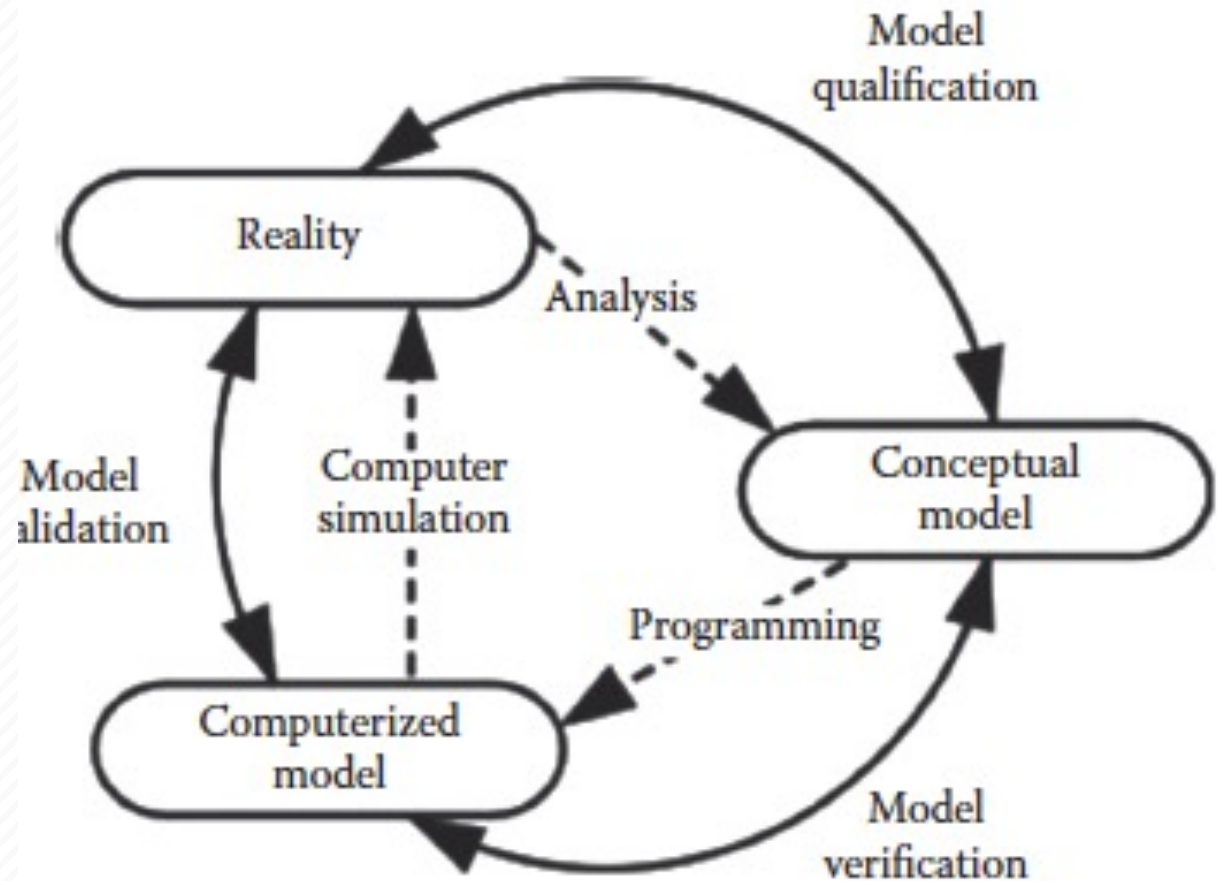 Model
qualification
Reality
Analysis
Conceptual
model
Model
alidation
Computer
simulation
Programming
Computerized
model
Model
verification